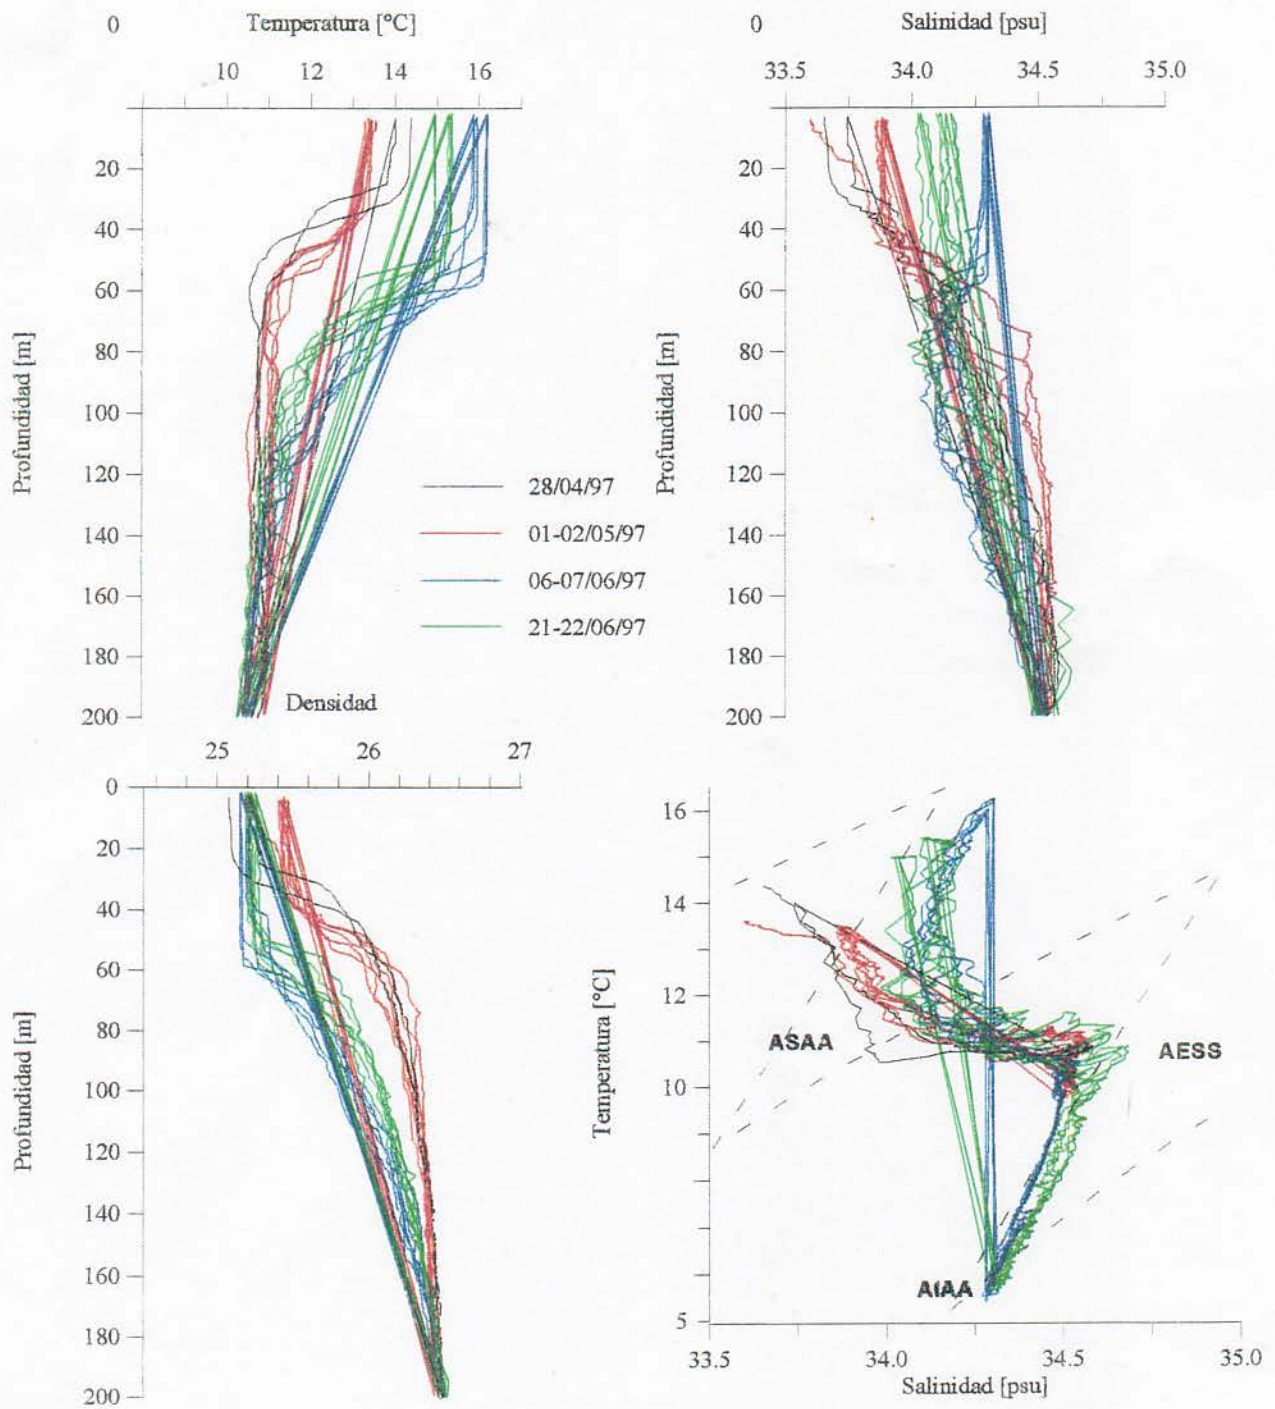 0 Temperatura [°C]
10 12 14 16
20
40
60
80
100
120
140
160
180
200
Profundidad [m]
0 Salinidad [psu]
33.5 34.0 34.5 35.0
20
40
60
80
100
120
140
160
180
200
Profundidad [m]
28/04/97
01-02/05/97
06-07/06/97
21-22/06/97
Densidad
25 26 27
0
20
40
60
80
100
120
140
160
180
200
Profundidad [m]
16
14
12
10
5
Temperatura [°C]
ASAA
AESS
AIAA
33.5 34.0 34.5 35.0
Salinidad [psu]